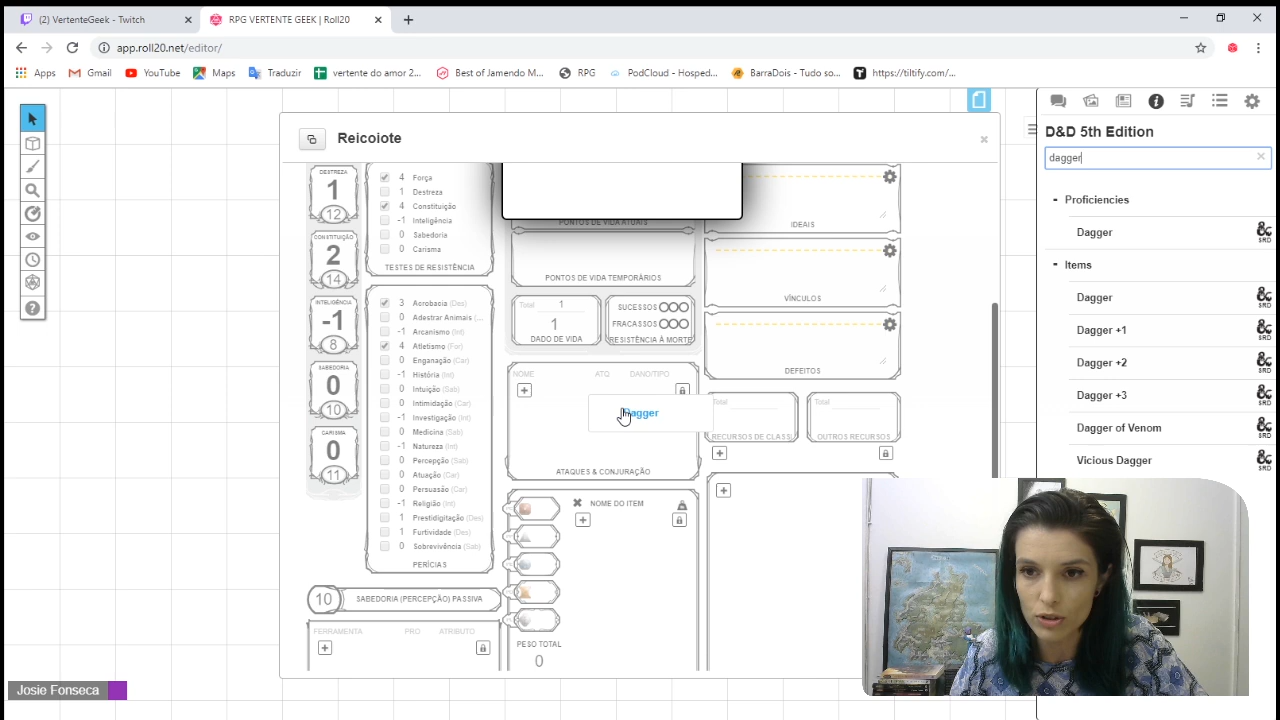 (2) VertenteGeek - Twitch
RPG VERTENTE GEEK | Roll20
app.roll20.net/editor/
Apps Gmail YouTube Maps Traduzir vertente do amor 2... Best of Jamendo M... RPG PodCloud - Hosped... BarraDois - Tudo so... https://tiltify.com/...
Reicoiote
DESTREZA
1
12
CONSTITUIÇÃO
2
14
INTELIGÊNCIA
-1
8
SABEDORIA
0
10
CARISMA
0
11
4 Força
1 Destreza
4 Constituição
-1 Inteligência
0 Sabedoria
0 Carisma
TESTES DE RESISTÊNCIA
3 Acrobacia (Des)
0 Adestrar Animais (...
-1 Arcanismo (Int)
4 Atletismo (For)
0 Enganação (Car)
-1 História (Int)
0 Intuição (Sab)
0 Intimidação (Car)
-1 Investigação (Int)
0 Medicina (Sab)
-1 Natureza (Int)
0 Percepção (Sab)
0 Atuação (Car)
0 Persuasão (Car)
-1 Religião (Int)
1 Prestidigitação (Des)
1 Furtividade (Des)
0 Sobrevivência (Sab)
PERÍCIAS
10 SABEDORIA (PERCEPÇÃO) PASSIVA
FERRAMENTA PRO ATRIBUTO
PONTOS DE VIDA ATUAIS
PONTOS DE VIDA TEMPORÁRIOS
Total 1
1
DADO DE VIDA
SUCESSOS
FRACASSOS
RESISTÊNCIA À MORTE
NOME ATQ DANO/TIPO
Dagger
ATAQUES & CONJURAÇÃO
NOME DO ITEM
PESO TOTAL
0
IDEAIS
VÍNCULOS
DEFEITOS
Total
RECURSOS DE CLASS
Total
OUTROS RECURSOS
D&D 5th Edition
dagger
Proficiencies
Dagger
Items
Dagger
Dagger +1
Dagger +2
Dagger +3
Dagger of Venom
Vicious Dagger
SRD
SRD
SRD
SRD
SRD
SRD
SRD
Josie Fonseca